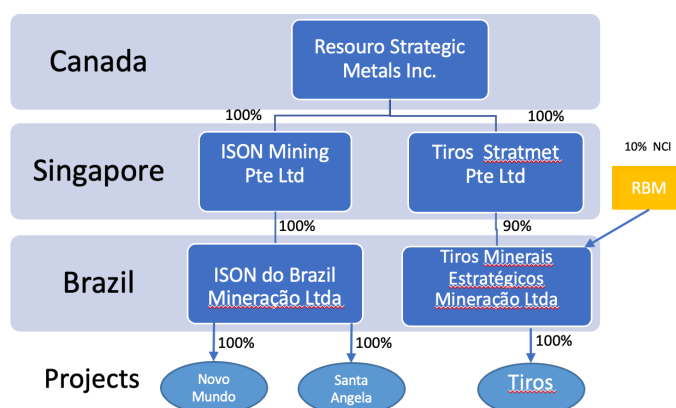 Canada
Resouro Strategic
Metals Inc.
100%
100%
Singapore
ISON Mining
Pte Ltd
Tiros Stratmet
Pte Ltd
10% NCI
RBM
100%
90%
Brazil
ISON do Brazil
Mineração Ltda
Tiros Minerais
Estratégicos
Mineração Ltda
100%
100%
100%
Projects
Novo
Mundo
Santa
Angela
Tiros